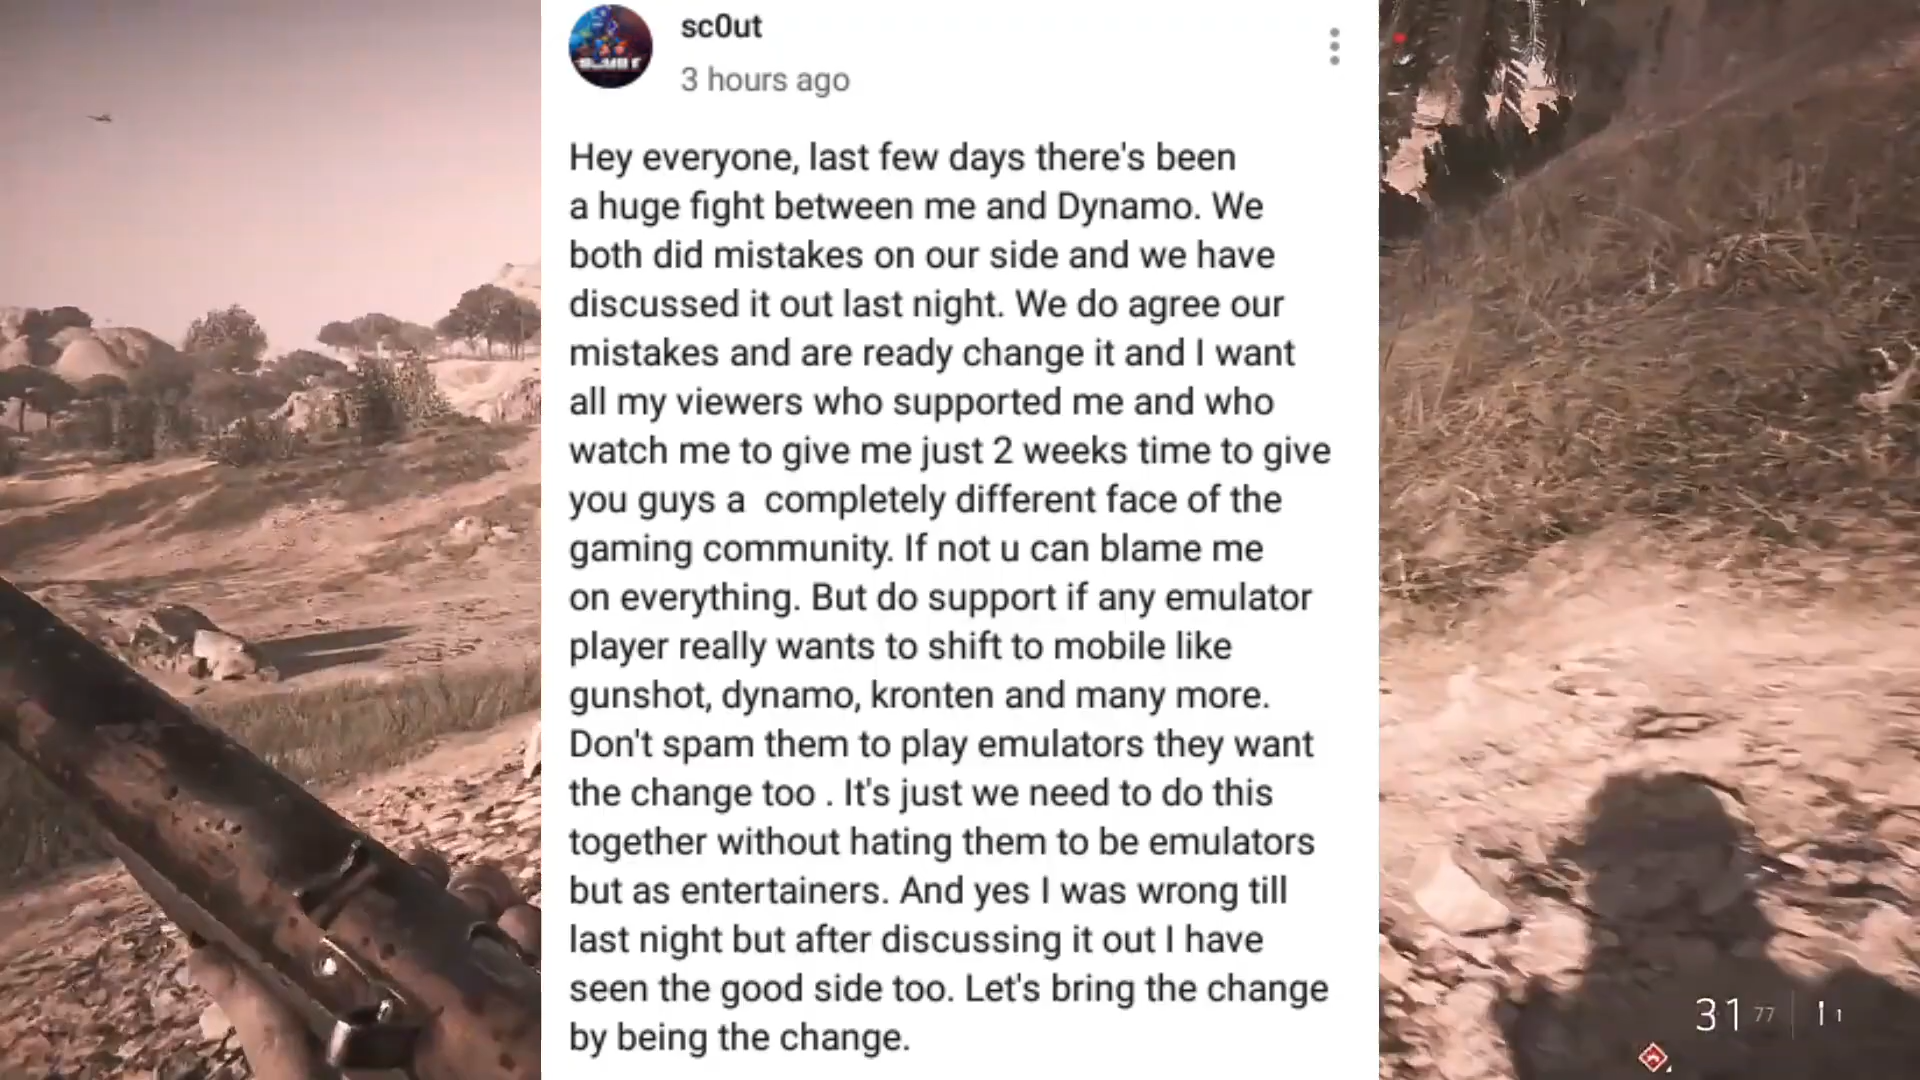 sc0ut
3 hours ago
Hey everyone, last few days there's been
a huge fight between me and Dynamo. We
both did mistakes on our side and we have
discussed it out last night. We do agree our
mistakes and are ready change it and I want
all my viewers who supported me and who
watch me to give me just 2 weeks time to give
you guys a  completely different face of the
gaming community. If not u can blame me
on everything. But do support if any emulator
player really wants to shift to mobile like
gunshot, dynamo, kronten and many more.
Don't spam them to play emulators they want
the change too . It's just we need to do this
together without hating them to be emulators
but as entertainers. And yes I was wrong till
last night but after discussing it out I have
seen the good side too. Let's bring the change
by being the change.
31 77 1 1